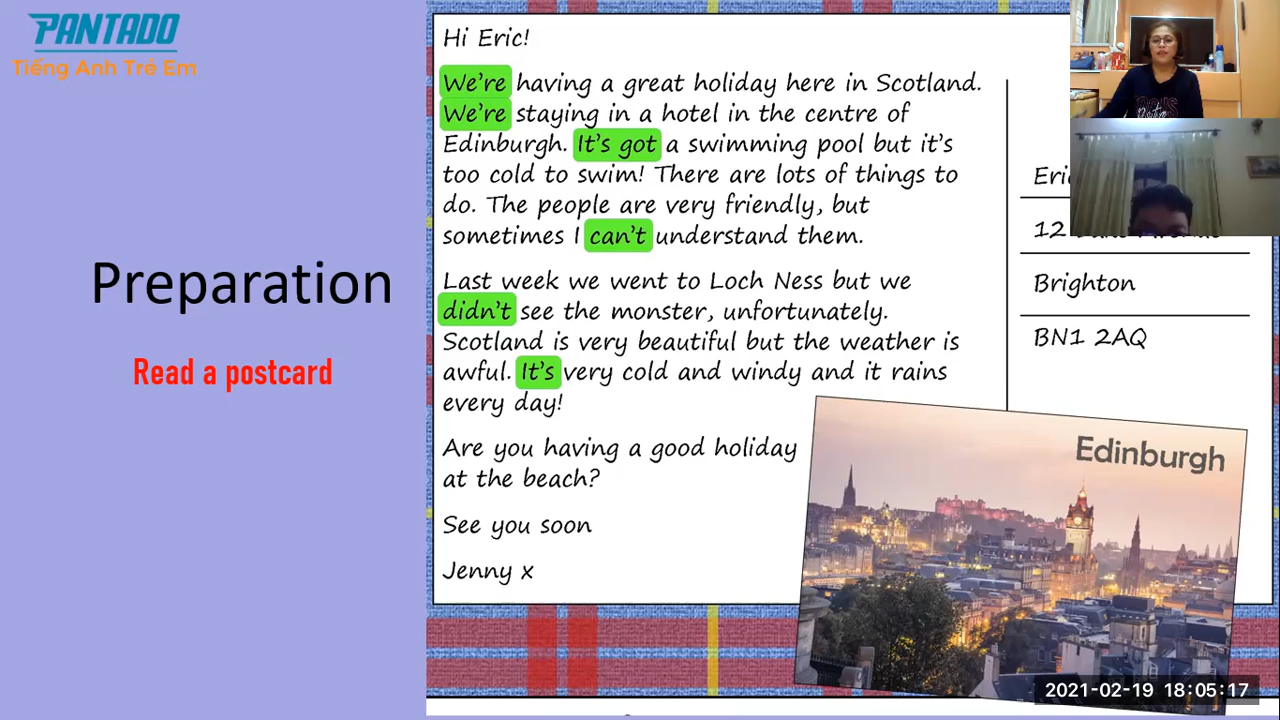 PANTADO
Tiếng Anh Trẻ Em
Preparation
Read a postcard
Hi Eric!
We're having a great holiday here in Scotland.
We're staying in a hotel in the centre of
Edinburgh. It's got a swimming pool but it's
too cold to swim! There are lots of things to
do. The people are very friendly, but
sometimes I can't understand them.
Last week we went to Loch Ness but we
didn't see the monster, unfortunately.
Scotland is very beautiful but the weather is
awful. It's very cold and windy and it rains
every day!
Are you having a good holiday
at the beach?
See you soon
Jenny x
12
Brighton
BN1 2AQ
Edinburgh
2021-02-19 18:05:17